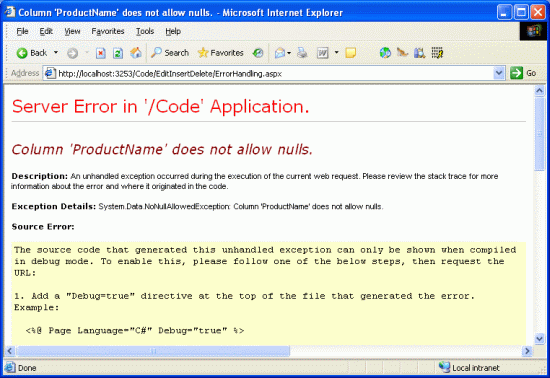 Column 'ProductName' does not allow nulls. - Microsoft Internet Explorer
File Edit View Favorites Tools Help
Back Search Favorites
Address http://localhost:3253/Code/EditInsertDelete/ErrorHandling.aspx Go
Server Error in '/Code' Application.
Column 'ProductName' does not allow nulls.
Description: An unhandled exception occurred during the execution of the current web request. Please review the stack trace for more
information about the error and where it originated in the code.
Exception Details: System.Data.NoNullAllowedException: Column 'ProductName' does not allow nulls.
Source Error:
The source code that generated this unhandled exception can only be shown when compiled
in debug mode. To enable this, please follow one of the below steps, then request the
URL:
1. Add a "Debug=true" directive at the top of the file that generated the error.
Example:
<%@ Page Language="C#" Debug="true" %>
Done Local intranet